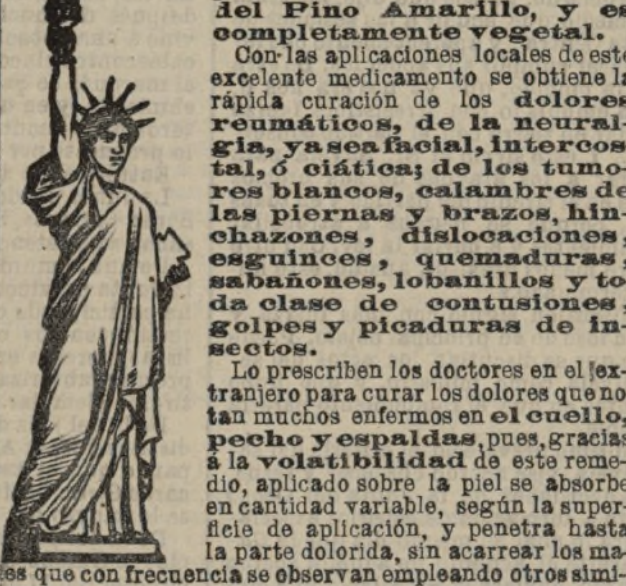 del Pino Amarillo, y es
completamente vegetal.
Con las aplicaciones locales de este
excelente medicamento se obtiene la
rápida curación de los dolores
reumáticos, de la neural-
gia, ya sea facial, intercos
tal, ó ciática; de los tumo-
res blancos, calambres de
las piernas y brazos, hin-
chazones, dislocaciones,
esguinces, quemaduras,
sabañones, lobanillos y to-
da clase de contusiones,
golpes y picaduras de in-
sectos.
Lo prescriben los doctores en el ex-
tranjero para curar los dolores que no
tan muchos enfermos en el cuello,
pecho y espaldas, pues, gracias
á la volatibilidad de este reme-
dio, aplicado sobre la piel se absorbe
en cantidad variable, según la super-
ficie de aplicación, y penetra hasta
la parte dolorida, sin acarrear los ma-
les que con frecuencia se observan empleando otros simi-